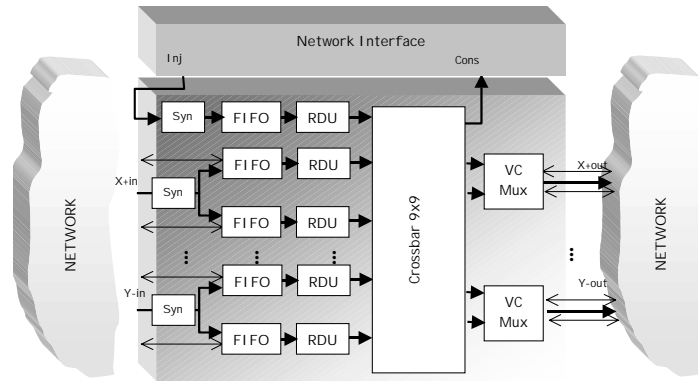 Network Interface
Inj
Cons
Syn
FIFO
RDU
FIFO
RDU
X+in
Syn
FIFO
RDU
VC
Mux
X+out
NETWORK
Crossbar 9x9
NETWORK
FIFO
RDU
Y-in
Syn
FIFO
RDU
VC
Mux
Y-out